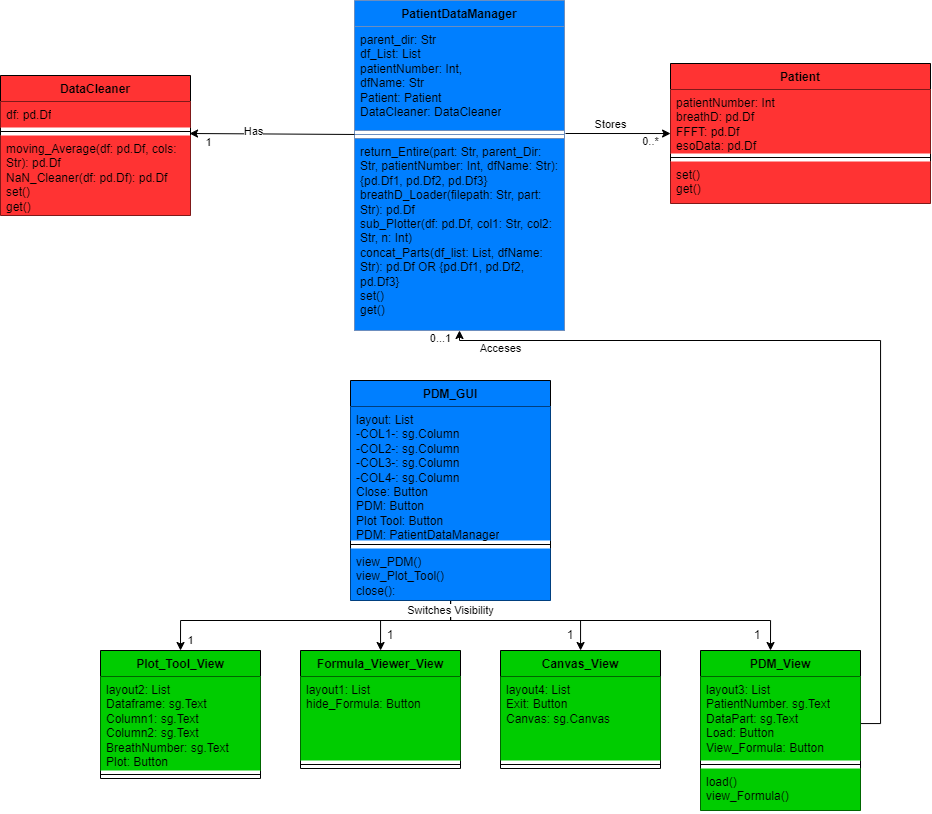 PatientDataManager
parent_dir: Str
df_List: List
patientNumber: Int,
dfName: Str
Patient: Patient
DataCleaner: DataCleaner
return_Entire(part: Str, parent_Dir:
Str, patientNumber: Int, dfName: Str):
{pd.Df1, pd.Df2, pd.Df3}
breathD_Loader(filepath: Str, part:
Str): pd.Df
sub_Plotter(df: pd.Df, col1: Str, col2:
Str, n: Int)
concat_Parts(df_list: List, dfName:
Str): pd.Df OR {pd.Df1, pd.Df2,
pd.Df3}
set()
get()
DataCleaner
df: pd.Df
moving_Average(df: pd.Df, cols:
Str): pd.Df
NaN_Cleaner(df: pd.Df): pd.Df
set()
get()
Has
1
Stores
0..*
Patient
patientNumber: Int
breathD: pd.Df
FFFT: pd.Df
esoData: pd.Df
set()
get()
0...1
Acceses
PDM_GUI
layout: List
-COL1-: sg.Column
-COL2-: sg.Column
-COL3-: sg.Column
-COL4-: sg.Column
Close: Button
PDM: Button
Plot Tool: Button
PDM: PatientDataManager
view_PDM()
view_Plot_Tool()
close():
Switches Visibility
1
1
1
1
Plot_Tool_View
layout2: List
Dataframe: sg.Text
Column1: sg.Text
Column2: sg.Text
BreathNumber: sg.Text
Plot: Button
Formula_Viewer_View
layout1: List
hide_Formula: Button
Canvas_View
layout4: List
Exit: Button
Canvas: sg.Canvas
PDM_View
layout3: List
PatientNumber. sg.Text
DataPart: sg.Text
Load: Button
View_Formula: Button
load()
view_Formula()